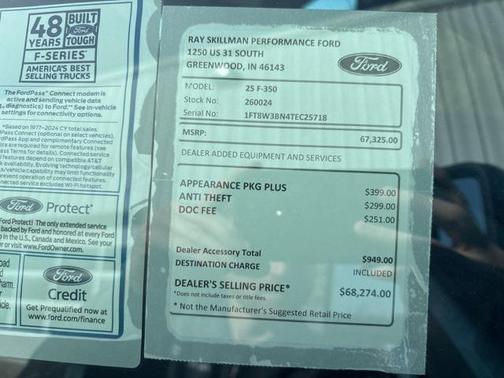 48
YEARS
BUILT
Ford
TOUGH
F-SERIES
AMERICA'S BEST
SELLING TRUCKS
The FordPass Connect modem is
active and sending vehicle data
diagnostics) to Ford.** See in-vehicle
settings for connectivity options.
*Based on 1977-2024 CY total sales.
Pass Connect (optional on select vehicles),
Pass App and complimentary Connected
are required for remote features (see
Pass Terms for details). Connected service
features depend on compatible AT&T
availability. Evolving technology/cellular
/vehicle capability may limit functionality
prevent operation of connected features.
service excludes Wi-Fi hotspot.
Ford Protect
Ford Protect! The only extended service
backed by Ford and honored at every Ford
in the U.S., Canada and Mexico. See your
or visit www.FordOwner.com.
Ford
Credit
Get Prequalified now at
www.ford.com/finance
RAY SKILLMAN PERFORMANCE FORD
1250 US 31 SOUTH
GREENWOOD, IN 46143
Ford
MODEL: 25 F-350
Stock No: 260024
Serial No: 1FT8W3BN4TEC25718
MSRP: 67,325.00
DEALER ADDED EQUIPMENT AND SERVICES
APPEARANCE PKG PLUS $399.00
ANTI THEFT $299.00
DOC FEE $251.00
Dealer Accessory Total $949.00
DESTINATION CHARGE INCLUDED
DEALER'S SELLING PRICE* $68,274.00
*Does not include taxes or title fees
* Not the Manufacturer's Suggested Retail Price